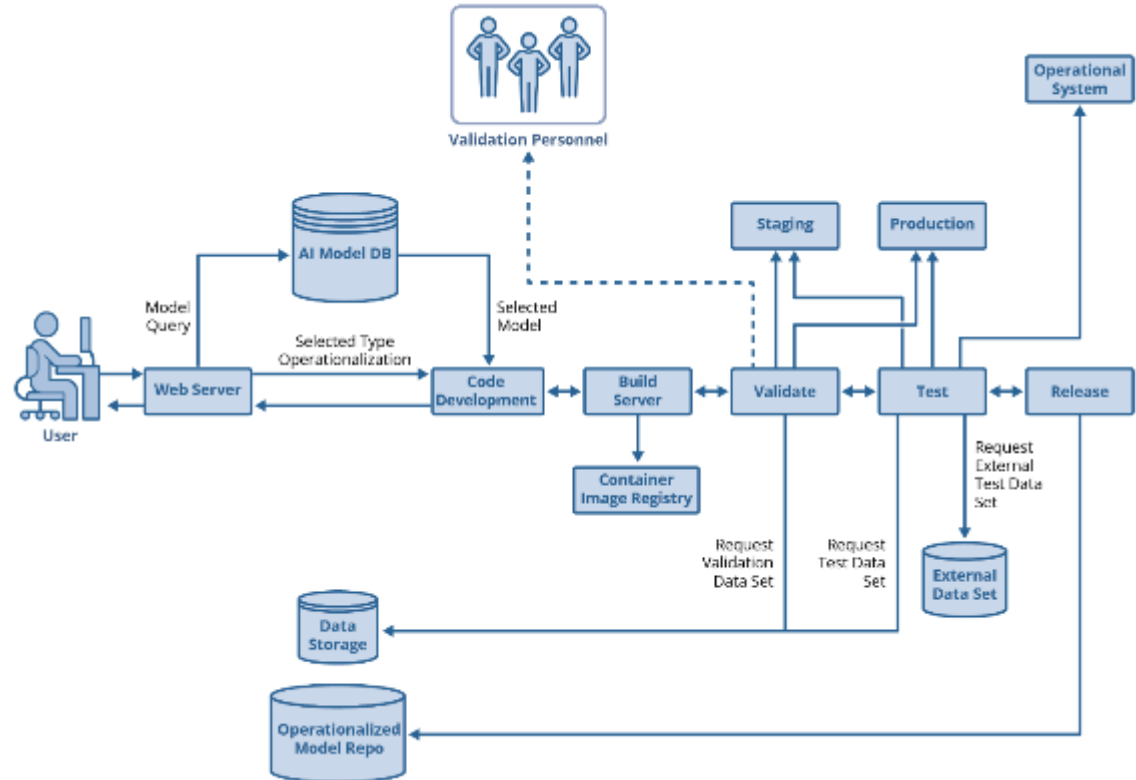 Operational
System
Validation Personnel
Staging
Production
AI Model DB
Model
Query
Selected
Model
Selected Type
Operationalization
Web Server
Code
Development
Build
Server
Validate
Test
Release
User
Container
Image Registry
Request
External
Test Data
Set
Request
Validation
Data Set
Request
Test Data
Set
External
Data Set
Data
Storage
Operationalized
Model Repo